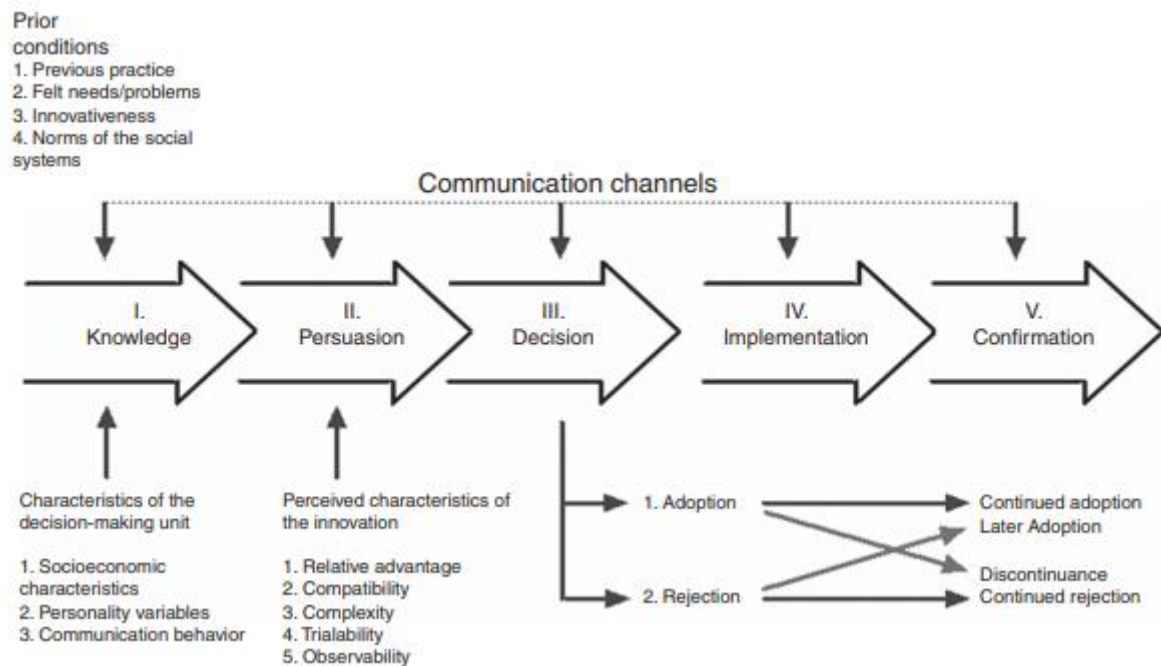 Prior
conditions
1. Previous practice
2. Felt needs/problems
3. Innovativeness
4. Norms of the social
systems
Communication channels
I.
Knowledge
II.
Persuasion
III.
Decision
IV.
Implementation
V.
Confirmation
Characteristics of the
decision-making unit
1. Socioeconomic
characteristics
2. Personality variables
3. Communication behavior
Perceived characteristics of
the innovation
1. Relative advantage
2. Compatibility
3. Complexity
4. Trialability
5. Observability
1. Adoption
2. Rejection
Continued adoption
Later Adoption
Discontinuance
Continued rejection